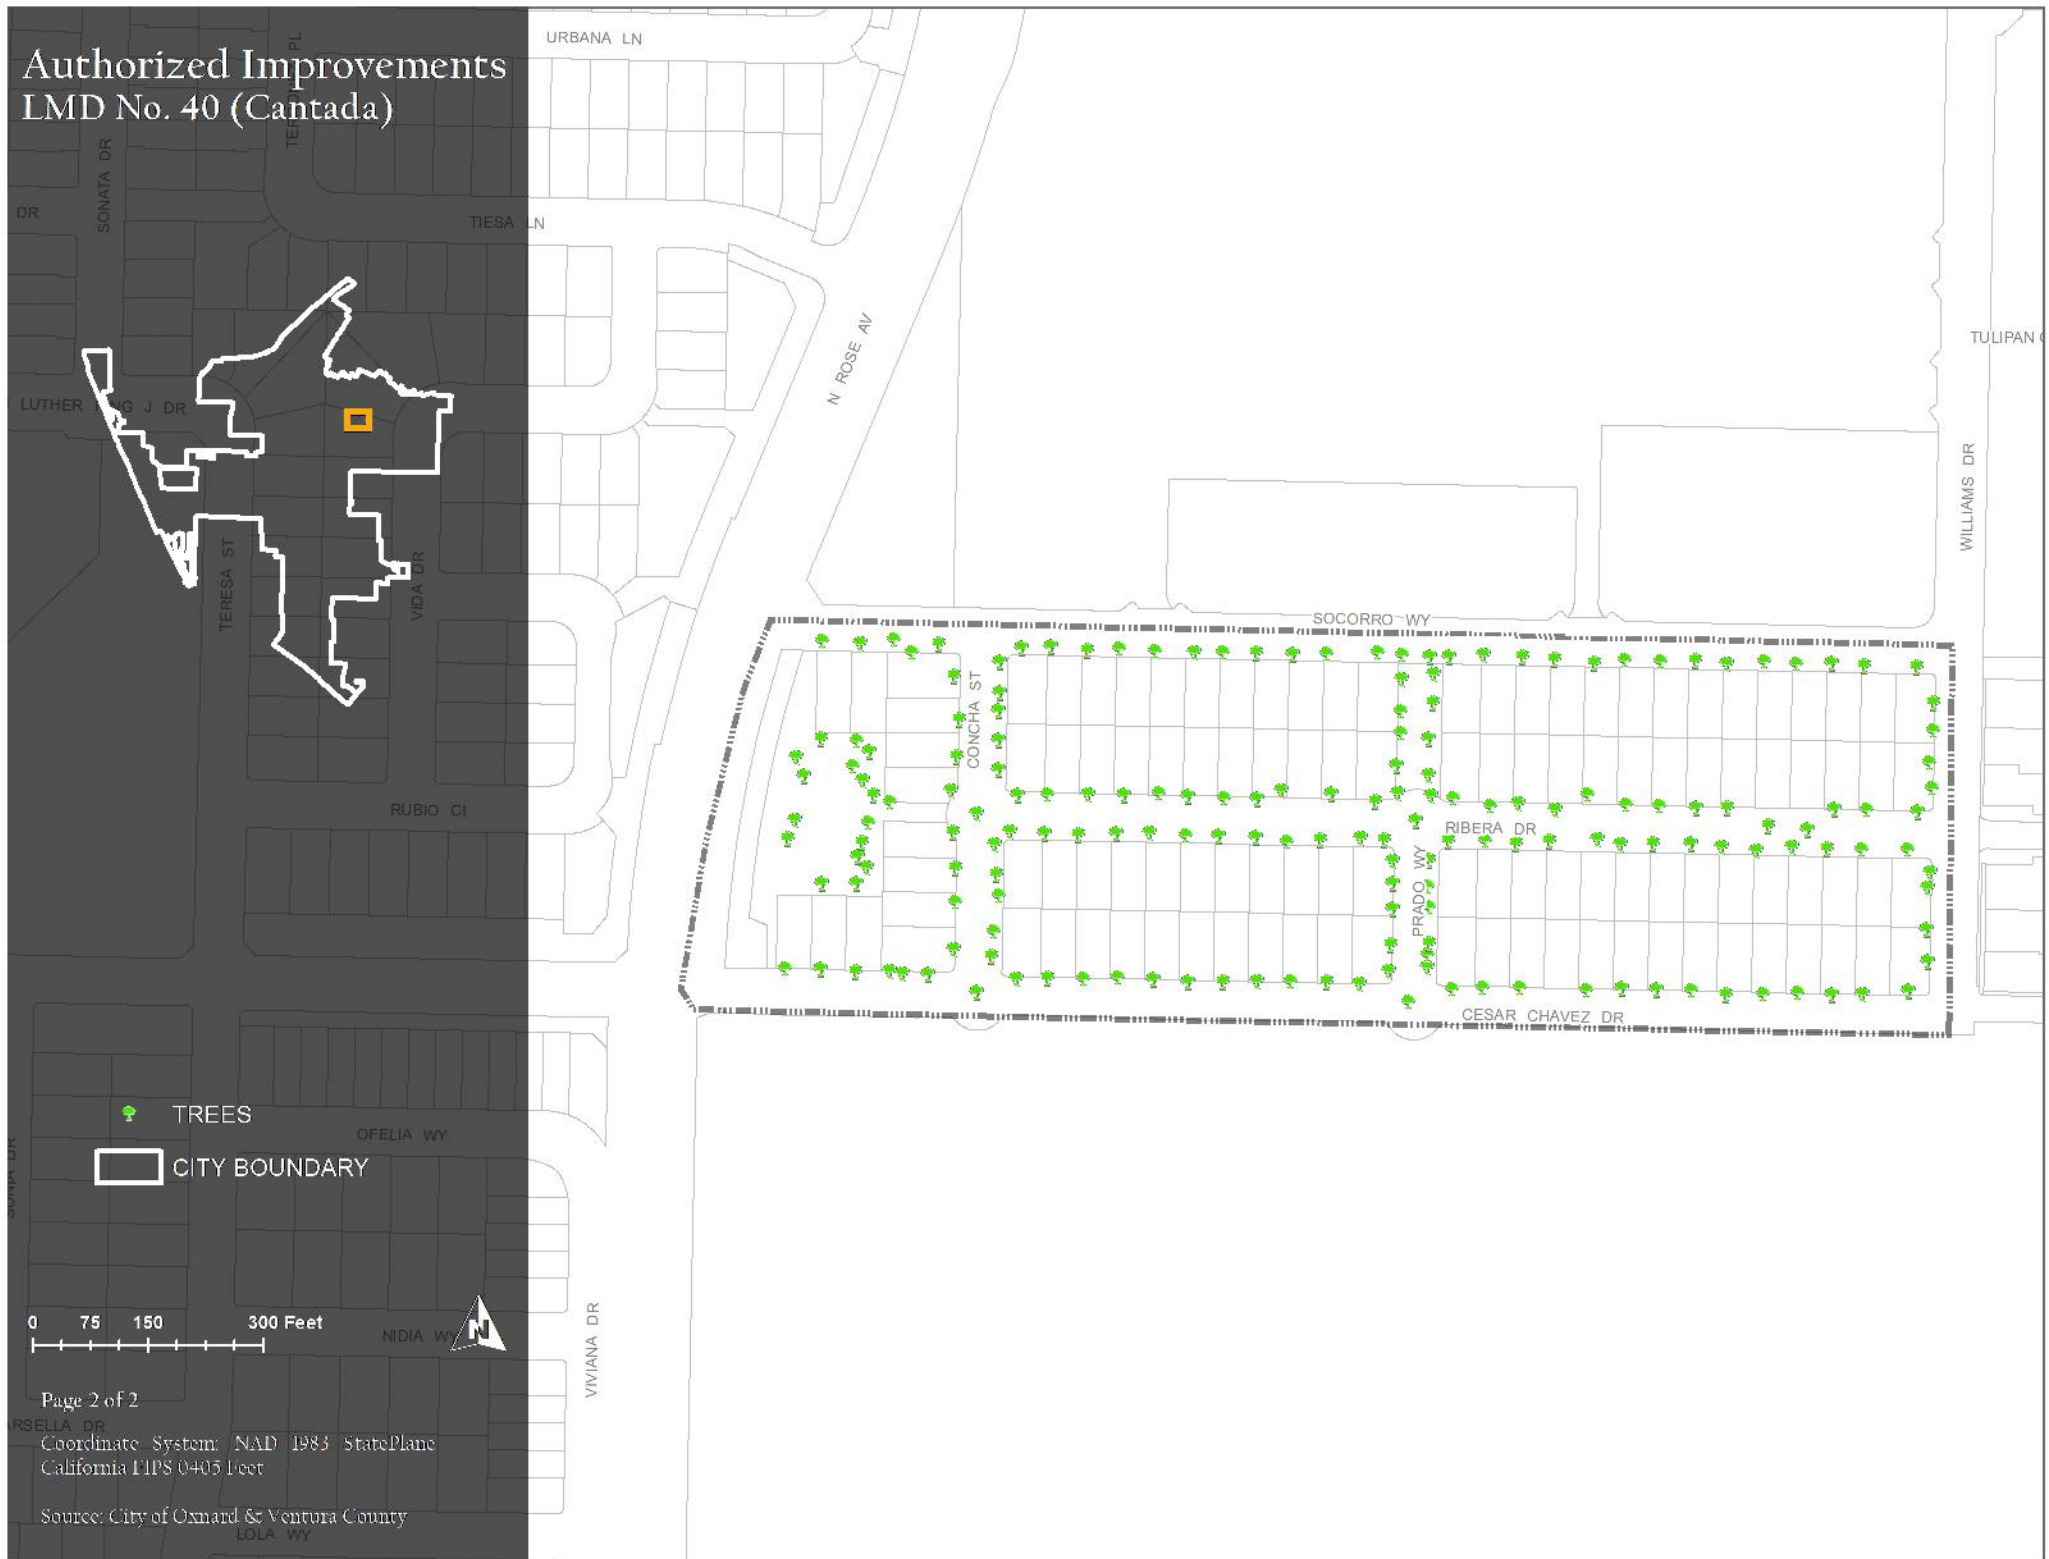 Authorized Improvements
LMD No. 40 (Cantada)
URBANA LN
SONATA DR
DR
TIESA LN
N ROSE AV
TULIPAN
LUTHER KING J DR
WILLIAMS DR
TERESA ST
VIDA DR
SOCORRO WY
CONCHA ST
RUBIO CI
RIBERA DR
PRADO WY
CESAR CHAVEZ DR
TREES
OFELIA WY
CITY BOUNDARY
0 75 150 300 Feet
NIDIA WY
N
VIVIANA DR
Page 2 of 2
ARSELLA DR
Coordinate System: NAD 1983 StatePlane
California FIPS 0405 Feet
Source: City of Oxnard & Ventura County
LOLA WY